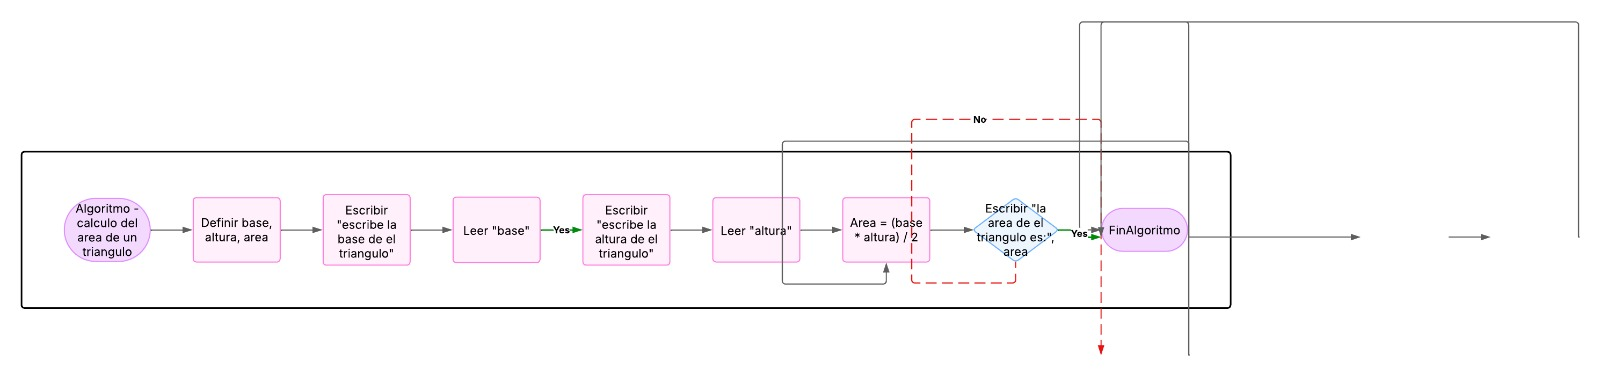 No
Algoritmo -
calculo del
area de un
triangulo
Definir base,
altura, area
Escribir
"escribe la
base de el
triangulo"
Leer "base"
Yes
Escribir
"escribe la
altura de el
triangulo"
Leer "altura"
Area = (base
* altura) / 2
Escribir "la
area de el
triangulo es:",
area
Yes
FinAlgoritmo